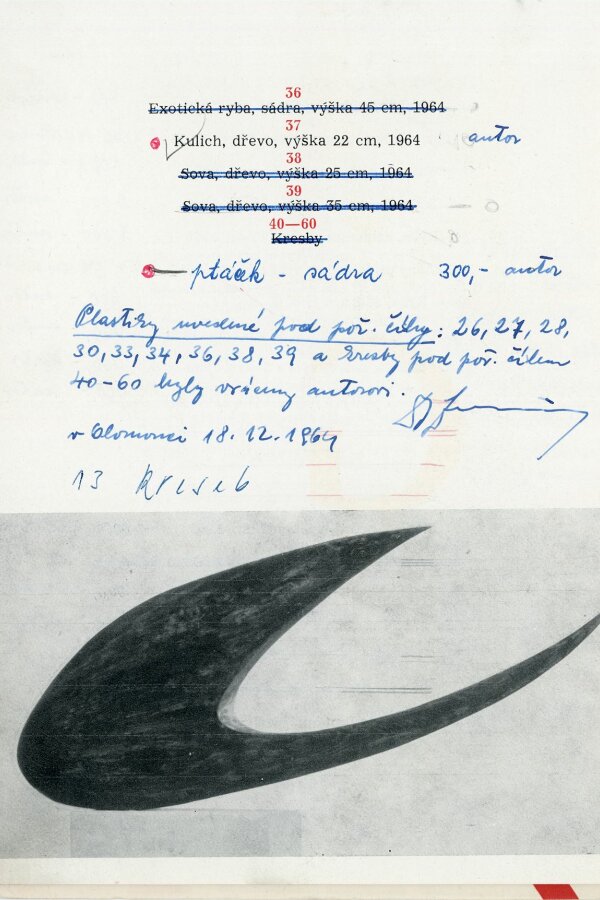 36
Exotická ryba, sádra, výška 45 cm, 1964
37
Kulich, dřevo, výška 22 cm, 1964 autor
38
Sova, dřevo, výška 25 cm, 1964
39
Sova, dřevo, výška 35 cm, 1964
40—60
Kresby
ptáček - sádra 300,- autor
Plastiky uvedené pod poř. čísly: 26, 27, 28,
30, 33, 34, 36, 38, 39 a kresby pod poř. číslem
40-60 byly vráceny autorovi.
v Olomouci 18.12.1964
13 kreseb